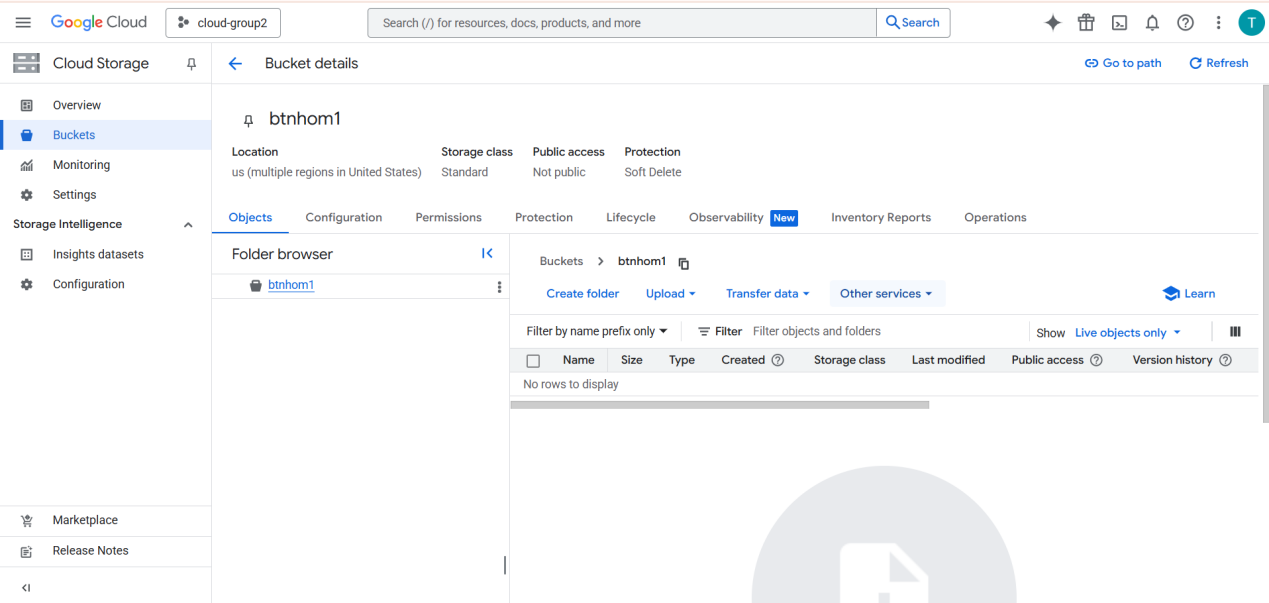 Google Cloud
cloud-group2
Search (/) for resources, docs, products, and more
Search
T
Cloud Storage
Bucket details
Go to path
Refresh
Overview
Buckets
Monitoring
Settings
Storage Intelligence
Insights datasets
Configuration
Marketplace
Release Notes
btnhom1
Location
Storage class
Public access
Protection
us (multiple regions in United States)
Standard
Not public
Soft Delete
Objects
Configuration
Permissions
Protection
Lifecycle
Observability New
Inventory Reports
Operations
Folder browser
btnhom1
Buckets > btnhom1
Create folder
Upload
Transfer data
Other services
Learn
Filter by name prefix only
Filter Filter objects and folders
Show Live objects only
Name
Size
Type
Created
Storage class
Last modified
Public access
Version history
No rows to display